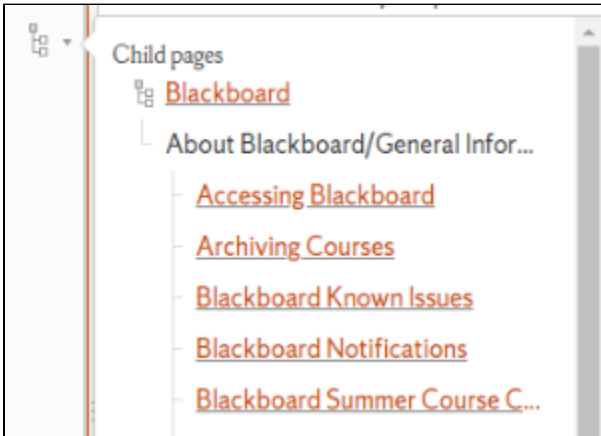 Child pages
Blackboard
About Blackboard/General Infor...
Accessing Blackboard
Archiving Courses
Blackboard Known Issues
Blackboard Notifications
Blackboard Summer Course C...